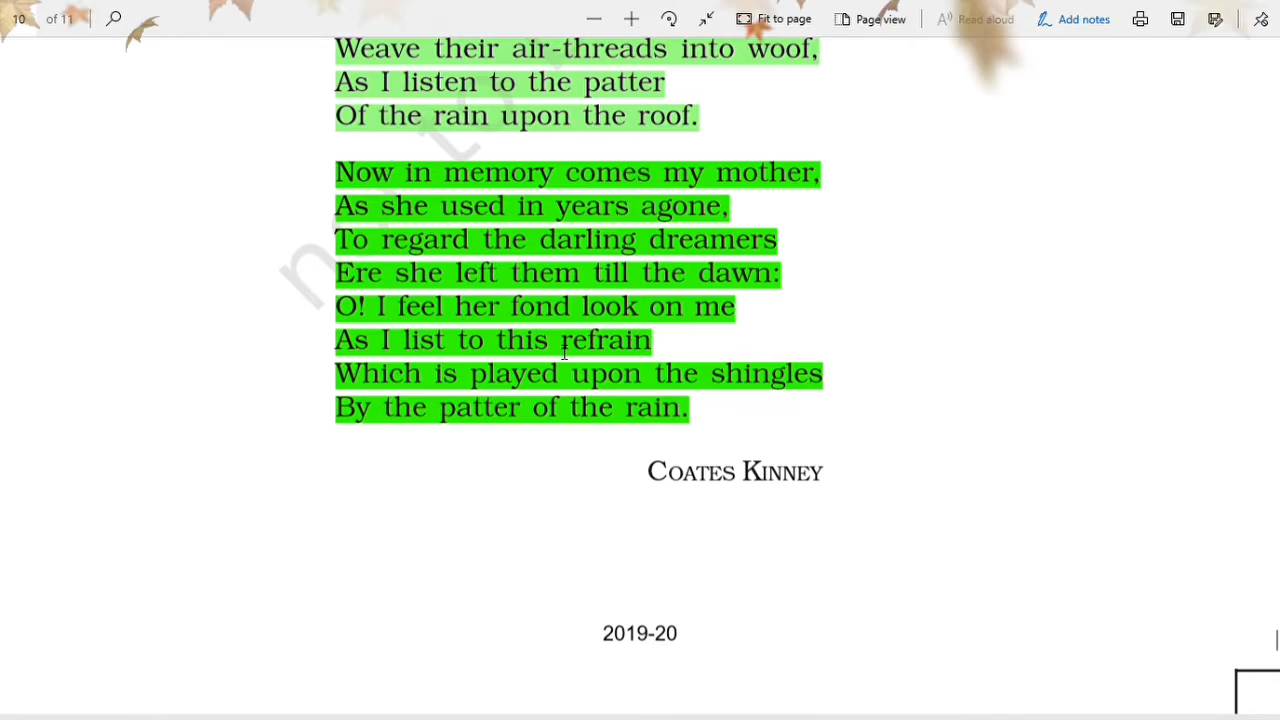 10 of 11 Fit to page Page view Read aloud Add notes
Weave their air-threads into woof,
As I listen to the patter
Of the rain upon the roof.
Now in memory comes my mother,
As she used in years agone,
To regard the darling dreamers
Ere she left them till the dawn:
O! I feel her fond look on me
As I list to this refrain
Which is played upon the shingles
By the patter of the rain.
COATES KINNEY
2019-20